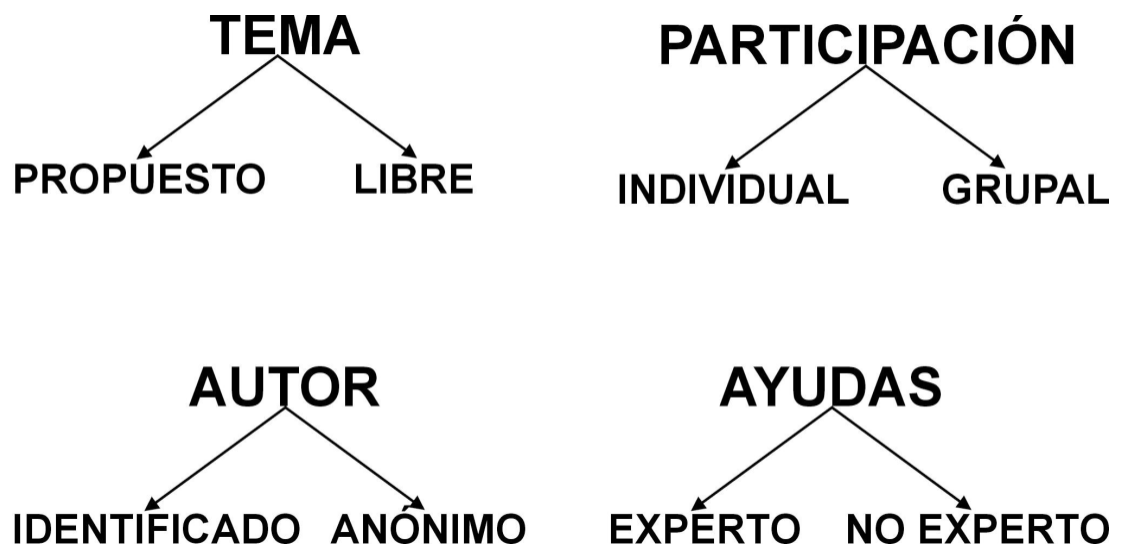 TEMA
PROPUESTO LIBRE
PARTICIPACIÓN
INDIVIDUAL GRUPAL
AUTOR
IDENTIFICADO ANÓNIMO
AYUDAS
EXPERTO NO EXPERTO